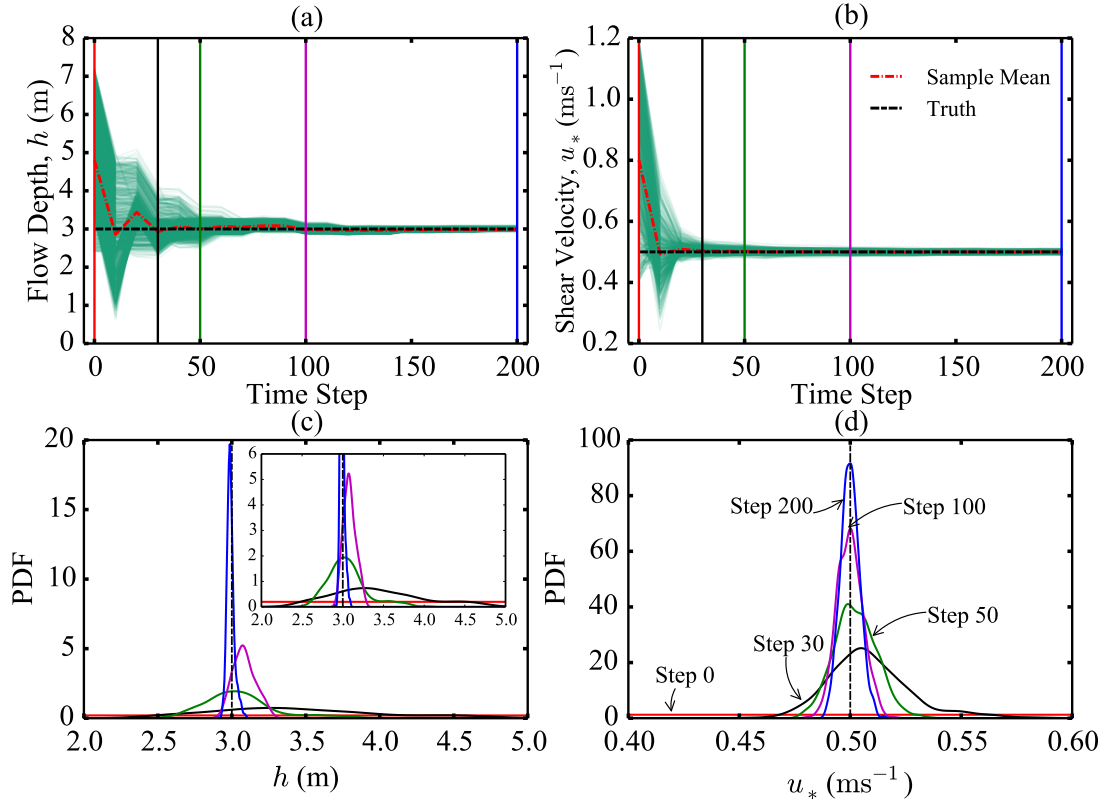 (a)
8
7
6
5
4
3
2
1
0
Flow Depth, h (m)
0 50 100 150 200
Time Step
(b)
1.2
1.0
0.8
0.6
0.4
0.2
Shear Velocity, u* (ms−1)
Sample Mean
Truth
0 50 100 150 200
Time Step
(c)
20
15
10
5
0
PDF
6
5
4
3
2
1
0
2.0 2.5 3.0 3.5 4.0 4.5 5.0
2.0 2.5 3.0 3.5 4.0 4.5 5.0
h (m)
(d)
100
80
60
40
20
0
PDF
Step 200
Step 100
Step 50
Step 30
Step 0
0.40 0.45 0.50 0.55 0.60
u* (ms−1)